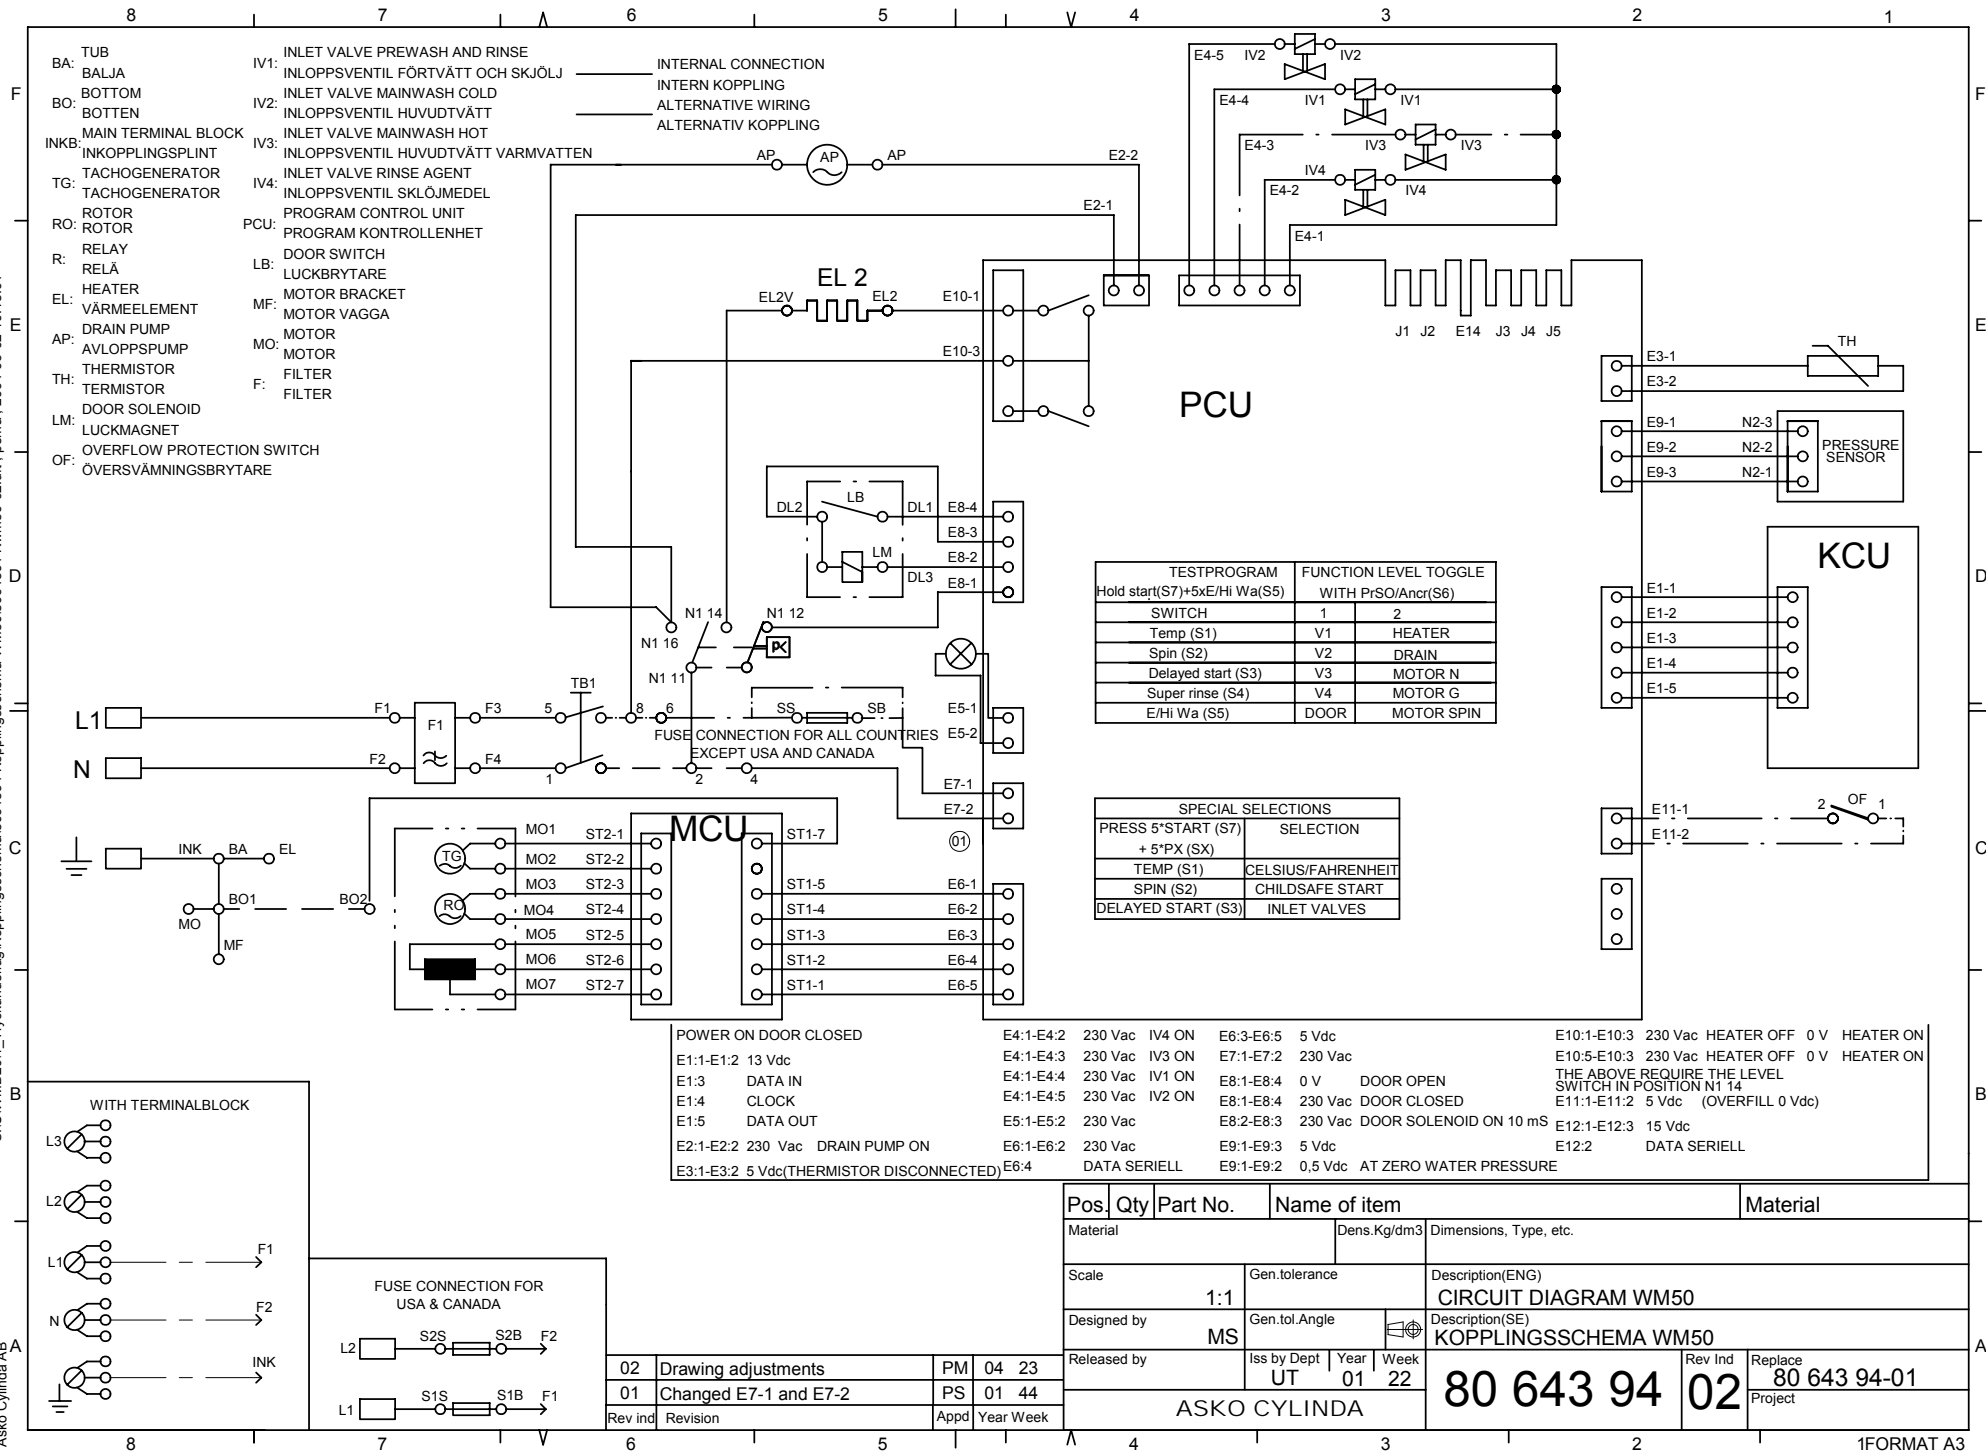 8 7 6 5 4 3 2 1
F
E
D
C
B
A
BA: TUB
BALJA
BO: BOTTOM
BOTTEN
INKB: MAIN TERMINAL BLOCK
INKOPPLINGSPLINT
TG: TACHOGENERATOR
TACHOGENERATOR
RO: ROTOR
ROTOR
R: RELAY
RELÄ
EL: HEATER
VÄRMEELEMENT
AP: DRAIN PUMP
AVLOPPSPUMP
TH: THERMISTOR
TERMISTOR
LM: DOOR SOLENOID
LUCKMAGNET
OF: OVERFLOW PROTECTION SWITCH
ÖVERSVÄMNINGSBRYTARE
IV1: INLET VALVE PREWASH AND RINSE
INLOPPSVENTIL FÖRTVÄTT OCH SKJÖLJ
IV2: INLET VALVE MAINWASH COLD
INLOPPSVENTIL HUVUDTVÄTT
IV3: INLET VALVE MAINWASH HOT
INLOPPSVENTIL HUVUDTVÄTT VARMVATTEN
IV4: INLET VALVE RINSE AGENT
INLOPPSVENTIL SKLÖJMEDEL
PCU: PROGRAM CONTROL UNIT
PROGRAM KONTROLLENHET
LB: DOOR SWITCH
LUCKBRYTARE
MF: MOTOR BRACKET
MOTOR VAGGA
MO: MOTOR
MOTOR
F: FILTER
FILTER
INTERNAL CONNECTION
INTERN KOPPLING
ALTERNATIVE WIRING
ALTERNATIV KOPPLING
E4-5 IV2 IV2
E4-4 IV1 IV1
E4-3 IV3 IV3
E4-2 IV4 IV4
E4-1
AP AP AP E2-2
E2-1
EL 2
EL2V EL2 E10-1
E10-3
J1 J2 E14 J3 J4 J5
PCU
TH
E3-1
E3-2
E9-1 N2-3
E9-2 N2-2
E9-3 N2-1
PRESSURE
SENSOR
KCU
E1-1
E1-2
E1-3
E1-4
E1-5
DL2 LB DL1 E8-4
E8-3
LM E8-2
DL3 E8-1
N1 14 N1 12
N1 16
N1 11
P
TESTPROGRAM FUNCTION LEVEL TOGGLE
Hold start(S7)+5xE/Hi Wa(S5) WITH PrSO/Ancr(S6)
SWITCH 1 2
Temp (S1) V1 HEATER
Spin (S2) V2 DRAIN
Delayed start (S3) V3 MOTOR N
Super rinse (S4) V4 MOTOR G
E/Hi Wa (S5) DOOR MOTOR SPIN
L1 F1 F1 F3 5 TB1 8 6 SS SB E5-1
FUSE CONNECTION FOR ALL COUNTRIES E5-2
EXCEPT USA AND CANADA
N F2 F4 1 2 4
E7-1
E7-2
01
SPECIAL SELECTIONS
PRESS 5*START (S7) SELECTION
+ 5*PX (SX)
TEMP (S1) CELSIUS/FAHRENHEIT
SPIN (S2) CHILDSAFE START
DELAYED START (S3) INLET VALVES
E11-1 2 OF 1
E11-2
INK BA EL
MO BO1 BO2
MF
TG
RO
MCU
MO1 ST2-1 ST1-7
MO2 ST2-2
MO3 ST2-3 ST1-5 E6-1
MO4 ST2-4 ST1-4 E6-2
MO5 ST2-5 ST1-3 E6-3
MO6 ST2-6 ST1-2 E6-4
MO7 ST2-7 ST1-1 E6-5
POWER ON DOOR CLOSED
E1:1-E1:2 13 Vdc
E1:3 DATA IN
E1:4 CLOCK
E1:5 DATA OUT
E2:1-E2:2 230 Vac DRAIN PUMP ON
E3:1-E3:2 5 Vdc(THERMISTOR DISCONNECTED)
E4:1-E4:2 230 Vac IV4 ON
E4:1-E4:3 230 Vac IV3 ON
E4:1-E4:4 230 Vac IV1 ON
E4:1-E4:5 230 Vac IV2 ON
E5:1-E5:2 230 Vac
E6:1-E6:2 230 Vac
E6:4 DATA SERIELL
E6:3-E6:5 5 Vdc
E7:1-E7:2 230 Vac
E8:1-E8:4 0 V DOOR OPEN
E8:1-E8:4 230 Vac DOOR CLOSED
E8:2-E8:3 230 Vac DOOR SOLENOID ON 10 mS
E9:1-E9:3 5 Vdc
E9:1-E9:2 0,5 Vdc AT ZERO WATER PRESSURE
E10:1-E10:3 230 Vac HEATER OFF 0 V HEATER ON
E10:5-E10:3 230 Vac HEATER OFF 0 V HEATER ON
THE ABOVE REQUIRE THE LEVEL
SWITCH IN POSITION N1 14
E11:1-E11:2 5 Vdc (OVERFILL 0 Vdc)
E12:1-E12:3 15 Vdc
E12:2 DATA SERIELL
WITH TERMINALBLOCK
L3
L2
L1 F1
N F2
INK
FUSE CONNECTION FOR
USA & CANADA
L2 S2S S2B F2
L1 S1S S1B F1
02 Drawing adjustments PM 04 23
01 Changed E7-1 and E7-2 PS 01 44
Rev ind Revision Appd Year Week
Pos. Qty Part No. Name of item Material
Material Dens.Kg/dm3 Dimensions, Type, etc.
Scale 1:1 Gen.tolerance Description(ENG)
CIRCUIT DIAGRAM WM50
Designed by MS Gen.tol.Angle Description(SE)
KOPPLINGSSCHEMA WM50
Released by Iss by Dept UT Year 01 Week 22
ASKO CYLINDA
80 643 94
Rev Ind 02
Replace 80 643 94-01
Project
Asko Cylinda AB
8 7 6 5 4 3 2 1FORMAT A3